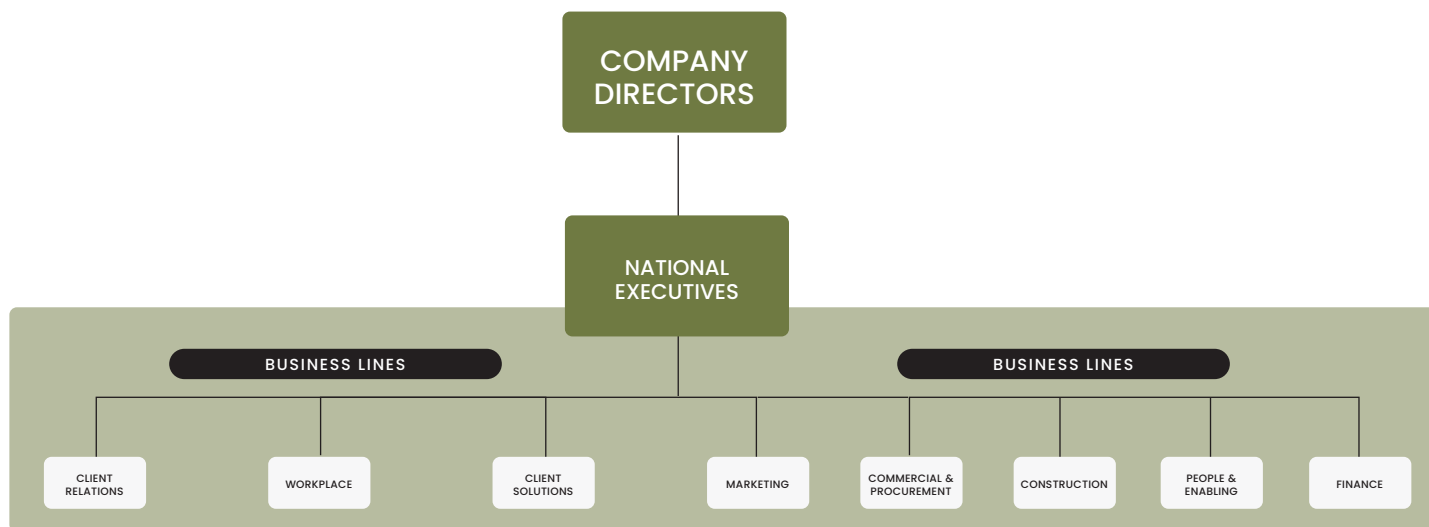 COMPANY
DIRECTORS
NATIONAL
EXECUTIVES
BUSINESS LINES
BUSINESS LINES
CLIENT
RELATIONS
WORKPLACE
CLIENT
SOLUTIONS
MARKETING
COMMERCIAL &
PROCUREMENT
CONSTRUCTION
PEOPLE &
ENABLING
FINANCE